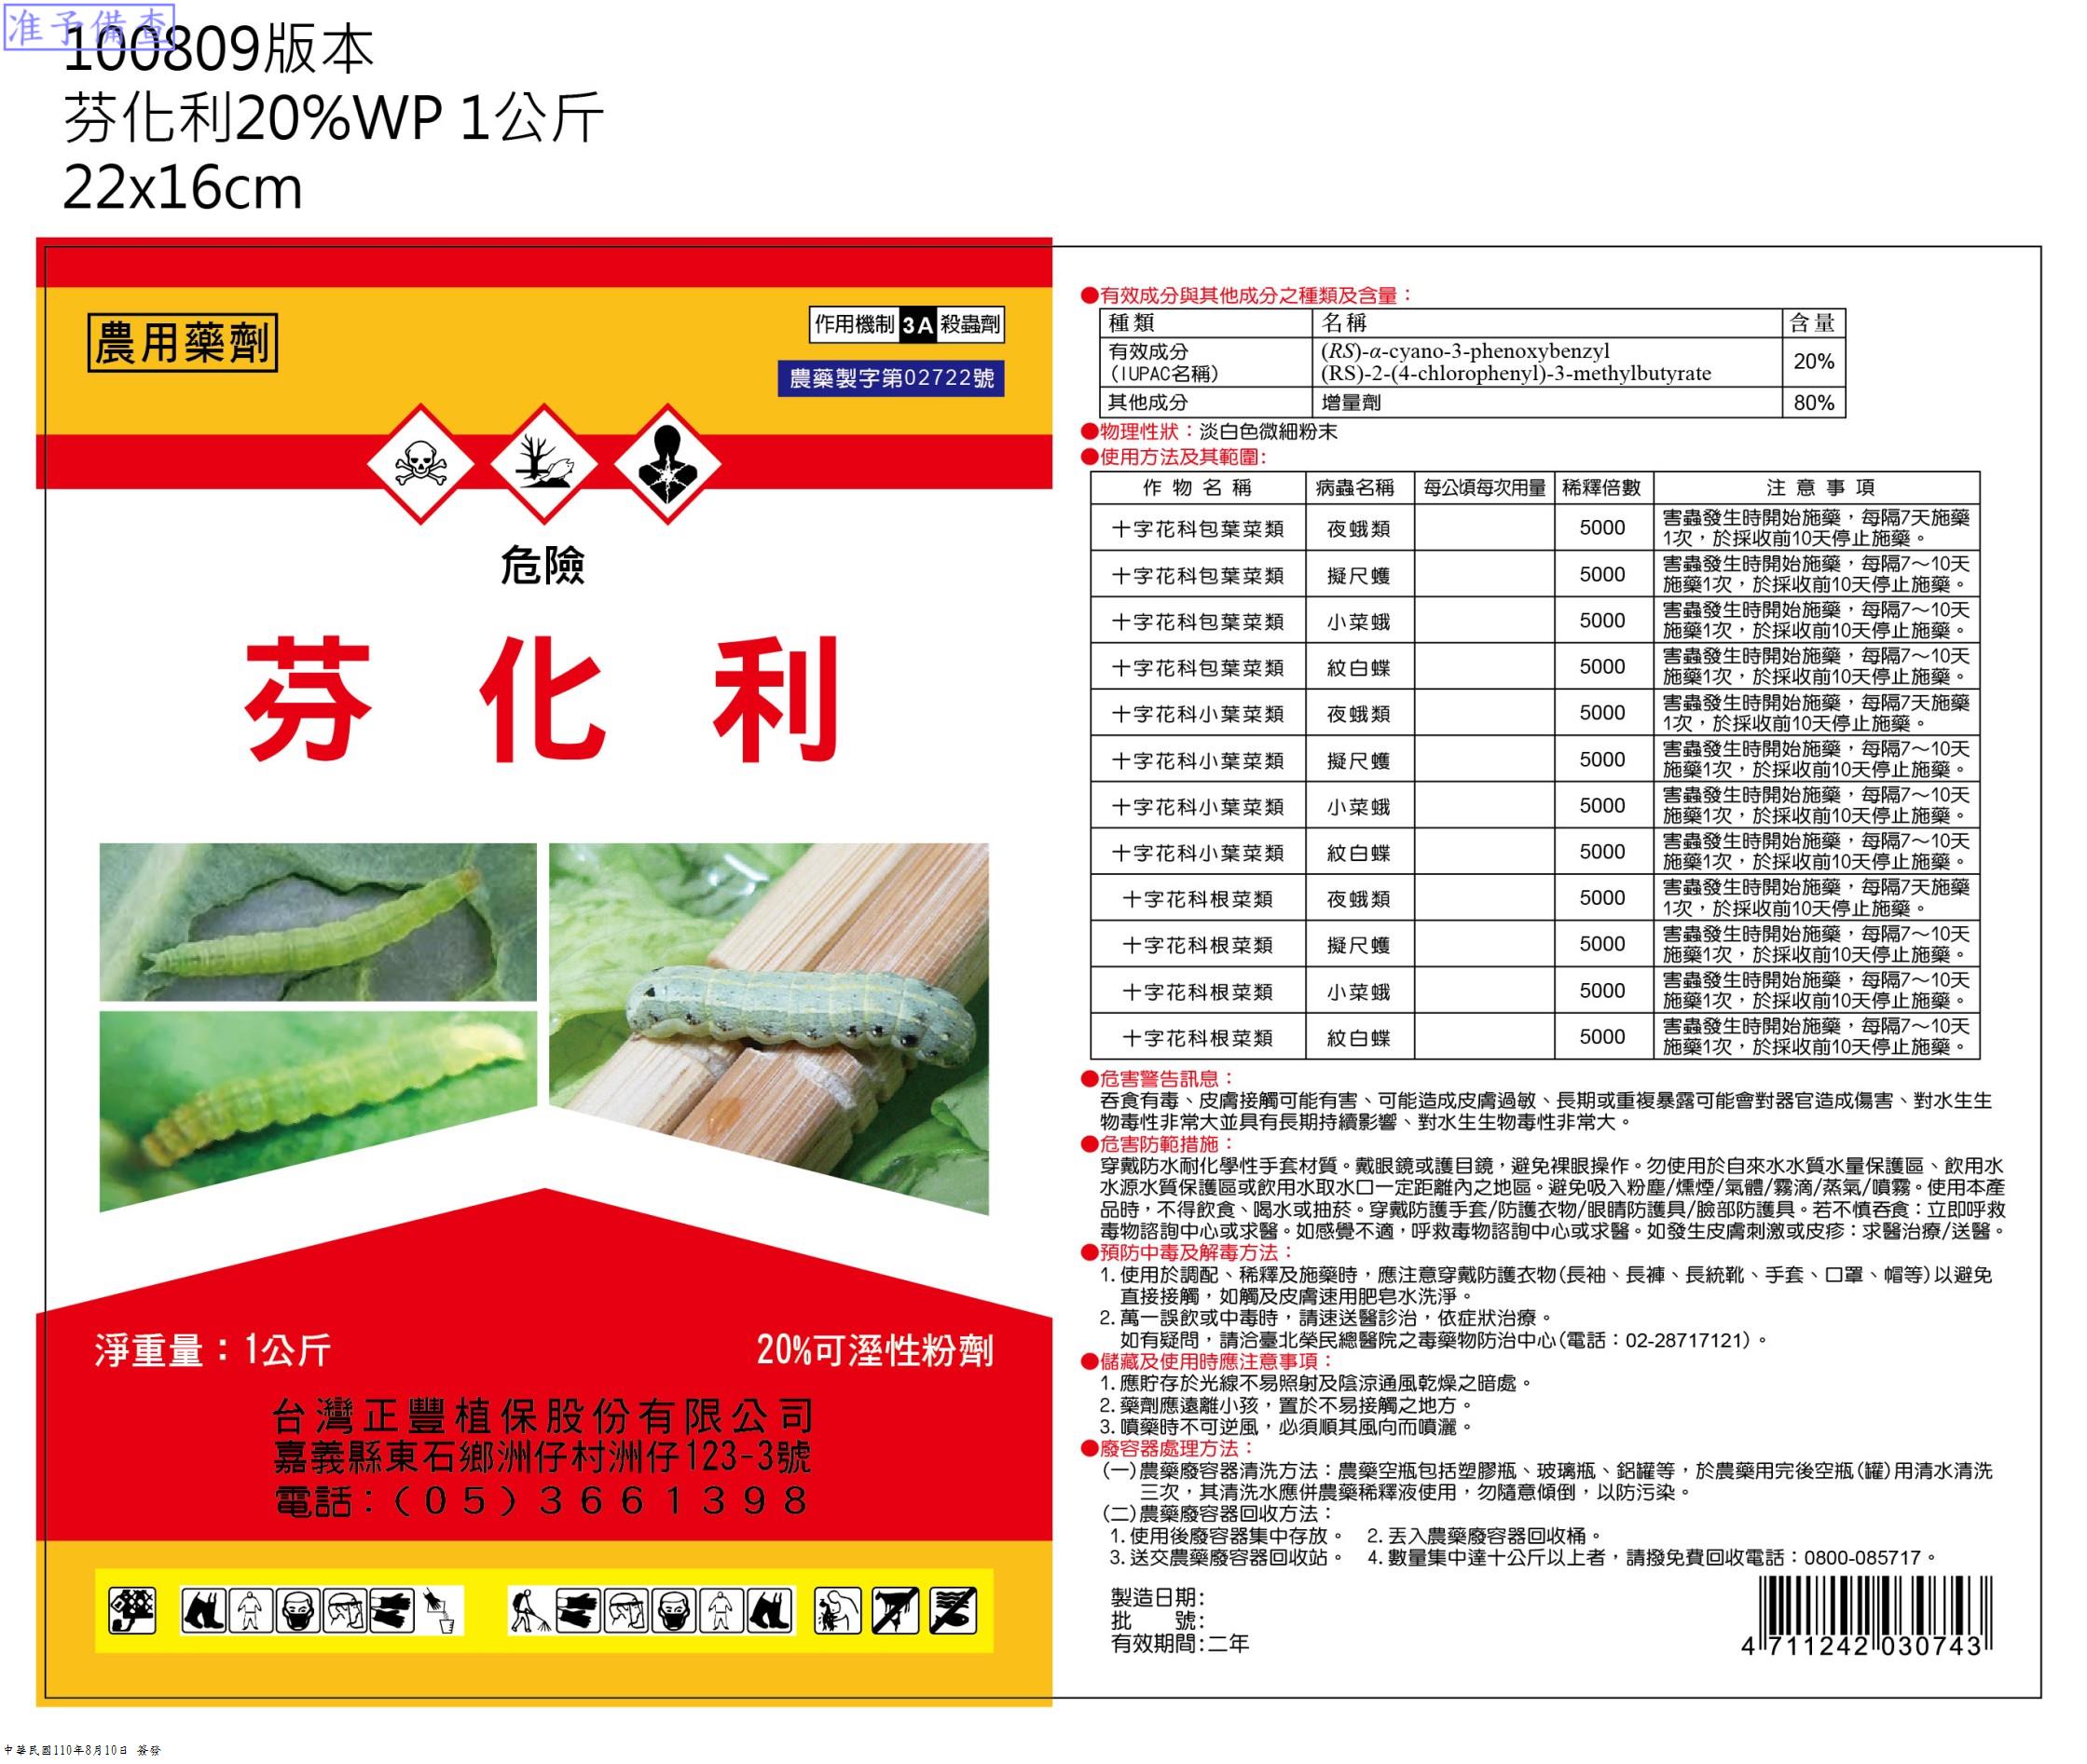 准予備查
100809版本
芬化利20%WP 1公斤
22x16cm
農用藥劑
作用機制 3A 殺蟲劑
農藥製字第02722號
危險
芬化利
淨重量：1公斤
20%可溼性粉劑
台灣正豐植保股份有限公司
嘉義縣東石鄉洲仔村洲仔123-3號
電話：（05）3661398
●有效成分與其他成分之種類及含量：
種類 名稱 含量
有效成分 (RS)-α-cyano-3-phenoxybenzyl
（IUPAC名稱） (RS)-2-(4-chlorophenyl)-3-methylbutyrate 20%
其他成分 增量劑 80%
●物理性狀：淡白色微細粉末
●使用方法及其範圍：
作物名稱 病蟲名稱 每公頃每次用量 稀釋倍數 注意事項
十字花科包葉菜類 夜蛾類 5000 害蟲發生時開始施藥，每隔7天施藥
1次，於採收前10天停止施藥。
十字花科包葉菜類 擬尺蠖 5000 害蟲發生時開始施藥，每隔7～10天
施藥1次，於採收前10天停止施藥。
十字花科包葉菜類 小菜蛾 5000 害蟲發生時開始施藥，每隔7～10天
施藥1次，於採收前10天停止施藥。
十字花科包葉菜類 紋白蝶 5000 害蟲發生時開始施藥，每隔7～10天
施藥1次，於採收前10天停止施藥。
十字花科小葉菜類 夜蛾類 5000 害蟲發生時開始施藥，每隔7天施藥
1次，於採收前10天停止施藥。
十字花科小葉菜類 擬尺蠖 5000 害蟲發生時開始施藥，每隔7～10天
施藥1次，於採收前10天停止施藥。
十字花科小葉菜類 小菜蛾 5000 害蟲發生時開始施藥，每隔7～10天
施藥1次，於採收前10天停止施藥。
十字花科小葉菜類 紋白蝶 5000 害蟲發生時開始施藥，每隔7～10天
施藥1次，於採收前10天停止施藥。
十字花科根菜類 夜蛾類 5000 害蟲發生時開始施藥，每隔7天施藥
1次，於採收前10天停止施藥。
十字花科根菜類 擬尺蠖 5000 害蟲發生時開始施藥，每隔7～10天
施藥1次，於採收前10天停止施藥。
十字花科根菜類 小菜蛾 5000 害蟲發生時開始施藥，每隔7～10天
施藥1次，於採收前10天停止施藥。
十字花科根菜類 紋白蝶 5000 害蟲發生時開始施藥，每隔7～10天
施藥1次，於採收前10天停止施藥。
●危害警告訊息：
吞食有毒、皮膚接觸可能有害、可能造成皮膚過敏、長期或重複暴露可能會對器官造成傷害、對水生生
物毒性非常大並具有長期持續影響、對水生生物毒性非常大。
●危害防範措施：
穿戴防水耐化學性手套材質。戴眼鏡或護目鏡，避免裸眼操作。勿使用於自來水水質水量保護區、飲用水
水源水質保護區或飲用水取水口一定距離內之地區。避免吸入粉塵/燻煙/氣體/霧滴/蒸氣/噴霧。使用本產
品時，不得飲食、喝水或抽菸。穿戴防護手套/防護衣物/眼睛防護具/臉部防護具。若不慎吞食：立即呼救
毒物諮詢中心或求醫。如感覺不適，呼救毒物諮詢中心或求醫。如發生皮膚刺激或皮疹：求醫治療/送醫。
●預防中毒及解毒方法：
1.使用於調配、稀釋及施藥時，應注意穿戴防護衣物(長袖、長褲、長統靴、手套、口罩、帽等)以避免
直接接觸，如觸及皮膚速用肥皂水洗淨。
2.萬一誤飲或中毒時，請速送醫診治，依症狀治療。
如有疑問，請洽臺北榮民總醫院之毒藥物防治中心(電話：02-28717121)。
●儲藏及使用時應注意事項：
1.應貯存於光線不易照射及陰涼通風乾燥之暗處。
2.藥劑應遠離小孩，置於不易接觸之地方。
3.噴藥時不可逆風，必須順其風向而噴灑。
●廢容器處理方法：
(一)農藥廢容器清洗方法：農藥空瓶包括塑膠瓶、玻璃瓶、鋁罐等，於農藥用完後空瓶(罐)用清水清洗
三次，其清洗水應併農藥稀釋液使用，勿隨意傾倒，以防污染。
(二)農藥廢容器回收方法：
1.使用後廢容器集中存放。 2.丟入農藥廢容器回收桶。
3.送交農藥廢容器回收站。 4.數量集中達十公斤以上者，請撥免費回收電話：0800-085717。
製造日期：
批 號：
有效期間：二年
4 711242 030743
中華民國110年8月10日 簽發